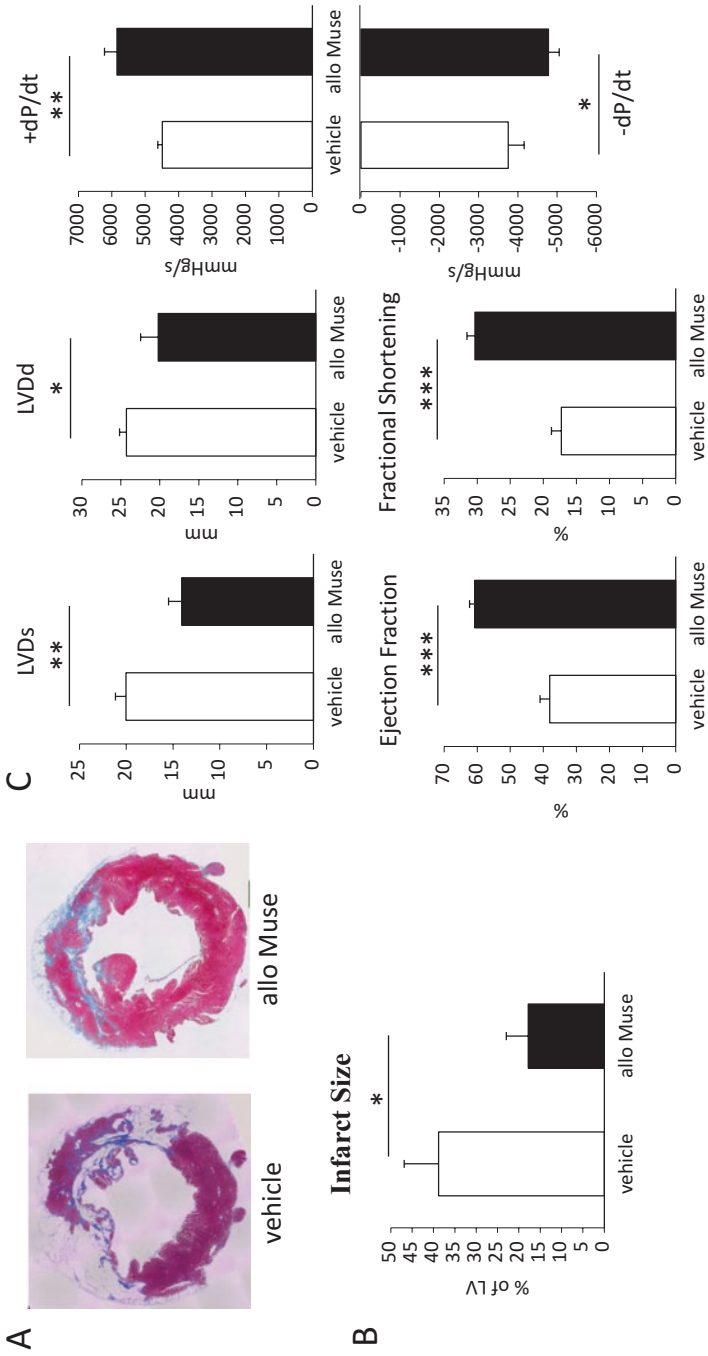 A
vehicle
allo Muse
B
Infarct Size
*
% of LV
50
45
40
35
30
25
20
15
10
5
0
vehicle
allo Muse
C
LVDs
**
mm
25
20
15
10
5
0
vehicle
allo Muse
LVDd
*
mm
30
25
20
15
10
5
0
vehicle
allo Muse
+dP/dt
**
mmHg/s
7000
6000
5000
4000
3000
2000
1000
0
vehicle
allo Muse
Ejection Fraction
***
%
70
60
50
40
30
20
10
0
vehicle
allo Muse
Fractional Shortening
***
%
35
30
25
20
15
10
5
0
vehicle
allo Muse
mmHg/s
0
-1000
-2000
-3000
-4000
-5000
-6000
*
-dP/dt